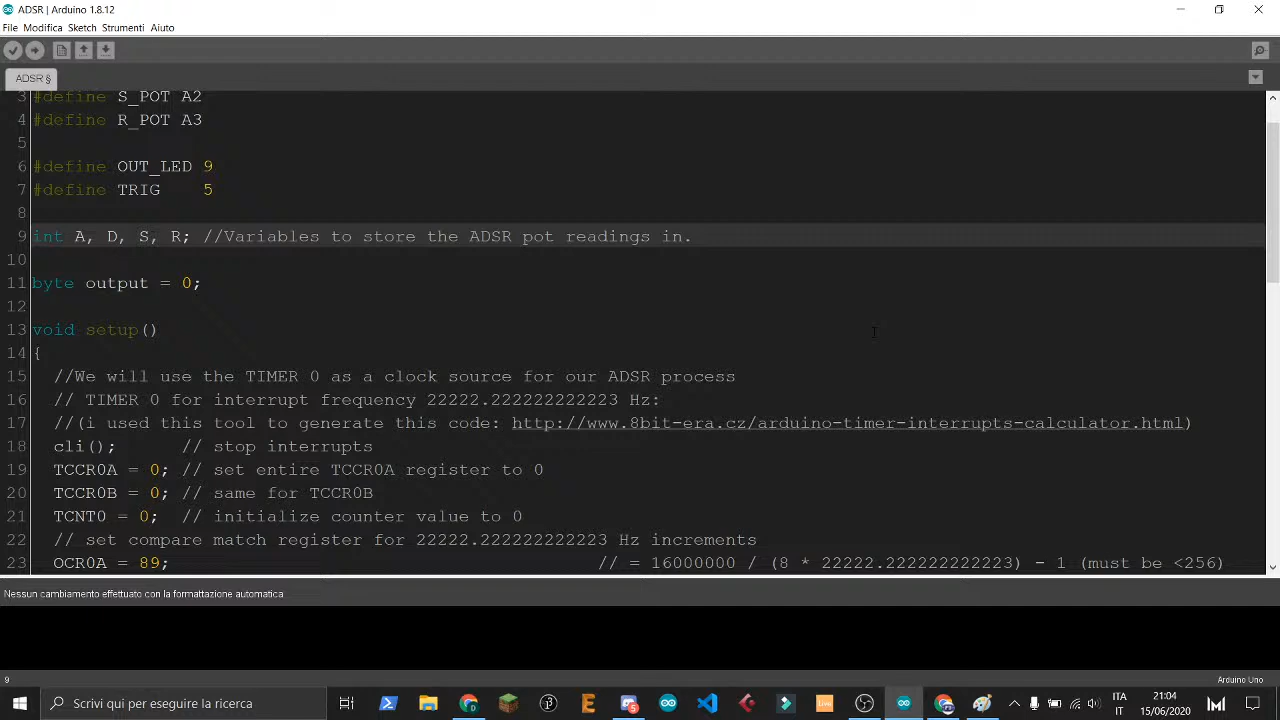 ADSR | Arduino 1.8.12
File Modifica Sketch Strumenti Aiuto
ADSR §
3 #define S_POT A2
4 #define R_POT A3
5
6 #define OUT_LED 9
7 #define TRIG    5
8
9 int A, D, S, R; //Variables to store the ADSR pot readings in.
10
11 byte output = 0;
12
13 void setup()
14 {
15   //We will use the TIMER 0 as a clock source for our ADSR process
16   // TIMER 0 for interrupt frequency 22222.222222222223 Hz:
17   //(i used this tool to generate this code: http://www.8bit-era.cz/arduino-timer-interrupts-calculator.html)
18   cli();      // stop interrupts
19   TCCR0A = 0; // set entire TCCR0A register to 0
20   TCCR0B = 0; // same for TCCR0B
21   TCNT0 = 0;  // initialize counter value to 0
22   // set compare match register for 22222.222222222223 Hz increments
23   OCR0A = 89;                                        // = 16000000 / (8 * 22222.222222222223) - 1 (must be <256)
Nessun cambiamento effettuato con la formattazione automatica
9
Arduino Uno
Scrivi qui per eseguire la ricerca
Live
ITA
IT
21:04
15/06/2020